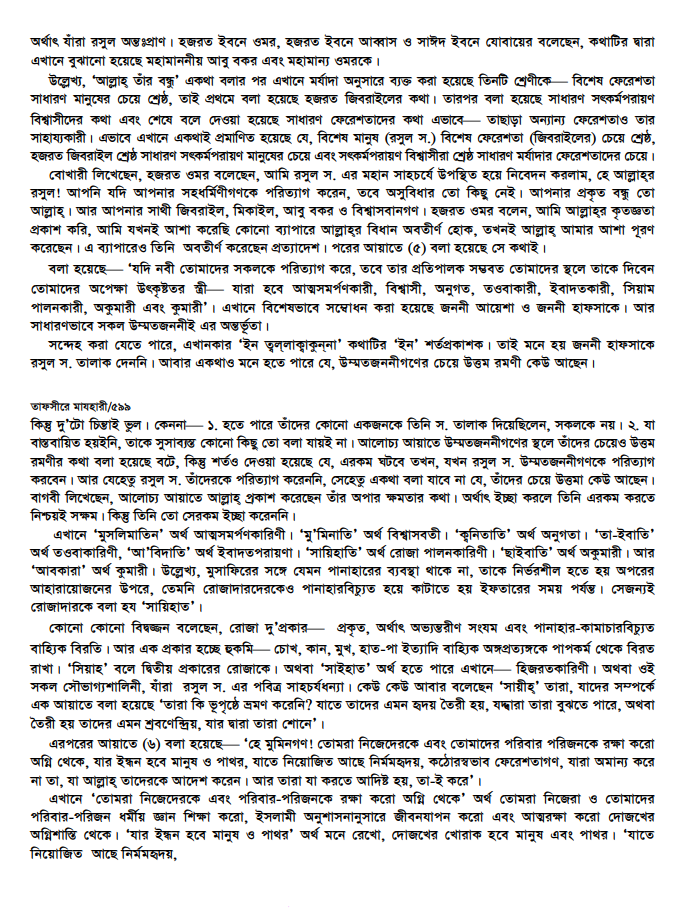 অর্থাৎ যাঁরা রসুল অন্তঃপ্রাণ। হজরত ইবনে ওমর, হজরত ইবনে আব্বাস ও সাঈদ ইবনে যোবায়ের বলেছেন, কথাটির দ্বারা
এখানে বুঝানো হয়েছে মহামাননীয় আবু বকর এবং মহামান্য ওমরকে।
উল্লেখ্য, ‘আল্লাহ্ তাঁর বন্ধু’ একথা বলার পর এখানে মর্যাদা অনুসারে ব্যক্ত করা হয়েছে তিনটি শ্রেণীকে— বিশেষ ফেরেশতা
সাধারণ মানুষের চেয়ে শ্রেষ্ঠ, তাই প্রথমে বলা হয়েছে হজরত জিবরাইলের কথা। তারপর বলা হয়েছে সাধারণ সৎকর্মপরায়ণ
বিশ্বাসীদের কথা এবং শেষে বলে দেওয়া হয়েছে সাধারণ ফেরেশতাদের কথা এভাবে— তাছাড়া অন্যান্য ফেরেশতাও তার
সাহায্যকারী। এভাবে এখানে একথাই প্রমাণিত হয়েছে যে, বিশেষ মানুষ (রসুল স.) বিশেষ ফেরেশতা (জিবরাইলের) চেয়ে শ্রেষ্ঠ,
হজরত জিবরাইল শ্রেষ্ঠ সাধারণ সৎকর্মপরায়ণ মানুষের চেয়ে এবং সৎকর্মপরায়ণ বিশ্বাসীরা শ্রেষ্ঠ সাধারণ মর্যাদার ফেরেশতাদের চেয়ে।
বোখারী লিখেছেন, হজরত ওমর বলেছেন, আমি রসুল স. এর মহান সাহচর্যে উপস্থিত হয়ে নিবেদন করলাম, হে আল্লাহ্‌র
রসুল! আপনি যদি আপনার সহধর্মিণীগণকে পরিত্যাগ করেন, তবে অসুবিধার তো কিছু নেই। আপনার প্রকৃত বন্ধু তো
আল্লাহ্। আর আপনার সাথী জিবরাইল, মিকাইল, আবু বকর ও বিশ্বাসবানগণ। হজরত ওমর বলেন, আমি আল্লাহ্‌র কৃতজ্ঞতা
প্রকাশ করি, আমি যখনই আশা করেছি কোনো ব্যাপারে আল্লাহ্‌র বিধান অবতীর্ণ হোক, তখনই আল্লাহ্ আমার আশা পূরণ
করেছেন। এ ব্যাপারেও তিনি অবতীর্ণ করেছেন প্রত্যাদেশ। পরের আয়াতে (৫) বলা হয়েছে সে কথাই।
বলা হয়েছে— ‘যদি নবী তোমাদের সকলকে পরিত্যাগ করে, তবে তার প্রতিপালক সম্ভবত তোমাদের স্থলে তাকে দিবেন
তোমাদের অপেক্ষা উৎকৃষ্টতর স্ত্রী— যারা হবে আত্মসমর্পণকারী, বিশ্বাসী, অনুগত, তওবাকারী, ইবাদতকারী, সিয়াম
পালনকারী, অকুমারী এবং কুমারী’। এখানে বিশেষভাবে সম্বোধন করা হয়েছে জননী আয়েশা ও জননী হাফসাকে। আর
সাধারণভাবে সকল উম্মতজননীই এর অন্তর্ভূতা।
সন্দেহ করা যেতে পারে, এখানকার ‘ইন ত্বল্‌লাক্বাকুন্‌না’ কথাটির ‘ইন’ শর্তপ্রকাশক। তাই মনে হয় জননী হাফসাকে
রসুল স. তালাক দেননি। আবার একথাও মনে হতে পারে যে, উম্মতজননীগণের চেয়ে উত্তম রমণী কেউ আছেন।
তাফসীরে মাযহারী/৫৯৯
কিন্তু দু’টো চিন্তাই ভুল। কেননা— ১. হতে পারে তাঁদের কোনো একজনকে তিনি স. তালাক দিয়েছিলেন, সকলকে নয়। ২. যা
বাস্তবায়িত হয়ইনি, তাকে সুসাব্যস্ত কোনো কিছু তো বলা যায়ই না। আলোচ্য আয়াতে উম্মতজননীগণের স্থলে তাঁদের চেয়েও উত্তম
রমণীর কথা বলা হয়েছে বটে, কিন্তু শর্তও দেওয়া হয়েছে যে, এরকম ঘটবে তখন, যখন রসুল স. উম্মতজননীগণকে পরিত্যাগ
করবেন। আর যেহেতু রসুল স. তাঁদেরকে পরিত্যাগ করেননি, সেহেতু একথা বলা যাবে না যে, তাঁদের চেয়ে উত্তমা কেউ আছেন।
বাগবী লিখেছেন, আলোচ্য আয়াতে আল্লাহ্ প্রকাশ করেছেন তাঁর অপার ক্ষমতার কথা। অর্থাৎ ইচ্ছা করলে তিনি এরকম করতে
নিশ্চয়ই সক্ষম। কিন্তু তিনি তো সেরকম ইচ্ছা করেননি।
এখানে ‘মুসলিমাতিন’ অর্থ আত্মসমর্পণকারিণী। ‘মু’মিনাতি’ অর্থ বিশ্বাসবতী। ‘ক্বনিতাতি’ অর্থ অনুগতা। ‘তা-ইবাতি’
অর্থ তওবাকারিণী, ‘আ’বিদাতি’ অর্থ ইবাদতপরায়ণা। ‘সায়িহাতি’ অর্থ রোজা পালনকারিণী। ‘ছাইবাতি’ অর্থ অকুমারী। আর
‘আবকারা’ অর্থ কুমারী। উল্লেখ্য, মুসাফিরের সঙ্গে যেমন পানাহারের ব্যবস্থা থাকে না, তাকে নির্ভরশীল হতে হয় অপরের
আহারায়োজনের উপরে, তেমনি রোজাদারদেরকেও পানাহারবিচ্যুত হয়ে কাটাতে হয় ইফতারের সময় পর্যন্ত। সেজন্যই
রোজাদারকে বলা হয ‘সায়িহাত’।
কোনো কোনো বিদ্বজ্জন বলেছেন, রোজা দু’প্রকার— প্রকৃত, অর্থাৎ অভ্যন্তরীণ সংযম এবং পানাহার-কামাচারবিচ্যুত
বাহ্যিক বিরতি। আর এক প্রকার হচ্ছে হুকমি— চোখ, কান, মুখ, হাত-পা ইত্যাদি বাহ্যিক অঙ্গপ্রত্যঙ্গকে পাপকর্ম থেকে বিরত
রাখা। ‘সিয়াহ’ বলে দ্বিতীয় প্রকারের রোজাকে। অথবা ‘সাইহাত’ অর্থ হতে পারে এখানে— হিজরতকারিণী। অথবা ওই
সকল সৌভাগ্যশালিনী, যাঁরা রসুল স. এর পবিত্র সাহচর্যধন্যা। কেউ কেউ আবার বলেছেন ‘সায়ীহ্’ তারা, যাদের সম্পর্কে
এক আয়াতে বলা হয়েছে ‘তারা কি ভূপৃষ্ঠে ভ্রমণ করেনি? যাতে তাদের এমন হৃদয় তৈরী হয়, যদ্দ্বারা তারা বুঝতে পারে, অথবা
তৈরী হয় তাদের এমন শ্রবণেন্দ্রিয়, যার দ্বারা তারা শোনে’।
এরপরের আয়াতে (৬) বলা হয়েছে— ‘হে মুমিনগণ! তোমরা নিজেদেরকে এবং তোমাদের পরিবার পরিজনকে রক্ষা করো
অগ্নি থেকে, যার ইন্ধন হবে মানুষ ও পাথর, যাতে নিয়োজিত আছে নির্মমহৃদয়, কঠোরস্বভাব ফেরেশতাগণ, যারা অমান্য করে
না তা, যা আল্লাহ্ তাদেরকে আদেশ করেন। আর তারা যা করতে আদিষ্ট হয়, তা-ই করে’।
এখানে ‘তোমরা নিজেদেরকে এবং পরিবার-পরিজনকে রক্ষা করো অগ্নি থেকে’ অর্থ তোমরা নিজেরা ও তোমাদের
পরিবার-পরিজন ধর্মীয় জ্ঞান শিক্ষা করো, ইসলামী অনুশাসনানুসারে জীবনযাপন করো এবং আত্মরক্ষা করো দোজখের
অগ্নিশাস্তি থেকে। ‘যার ইন্ধন হবে মানুষ ও পাথর’ অর্থ মনে রেখো, দোজখের খোরাক হবে মানুষ এবং পাথর। ‘যাতে
নিয়োজিত আছে নির্মমহৃদয়,